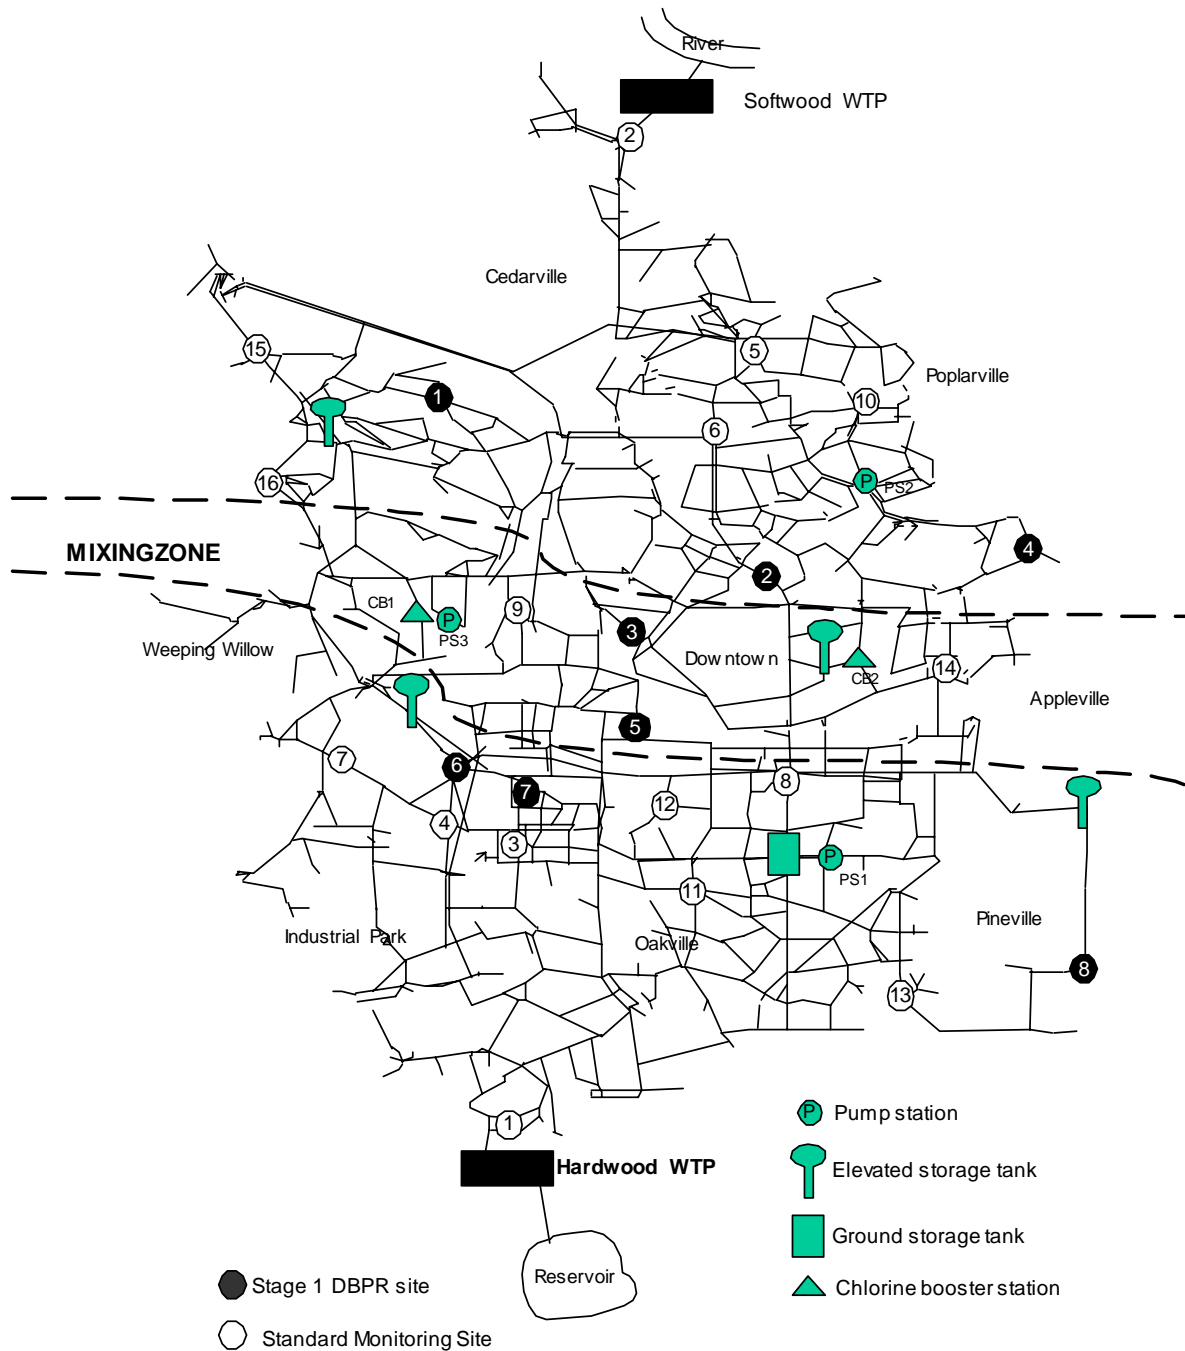 River
Softwood WTP
2
Cedarville
15
5
Poplarville
1
10
6
16
P
PS2
MIXINGZONE
4
2
CB1
9
P
PS3
3
Weeping Willow
Downtown
CB2
14
Appleville
5
7
6
8
7
12
4
3
P
PS1
11
Industrial Park
Oakville
Pineville
8
13
1
P
Pump station
Hardwood WTP
Elevated storage tank
Ground storage tank
Reservoir
Stage 1 DBPR site
Chlorine booster station
Standard Monitoring Site